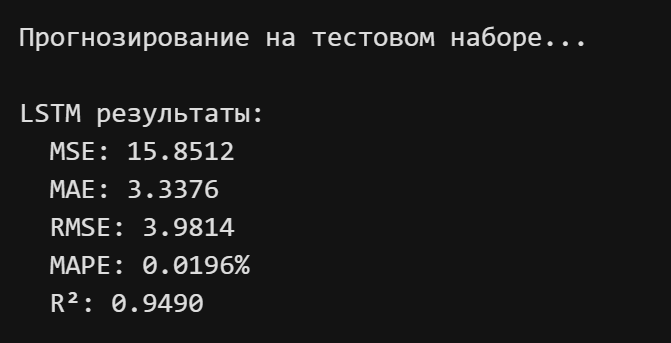 Прогнозирование на тестовом наборе...
LSTM результаты:
MSE: 15.8512
MAE: 3.3376
RMSE: 3.9814
MAPE: 0.0196%
R²: 0.9490